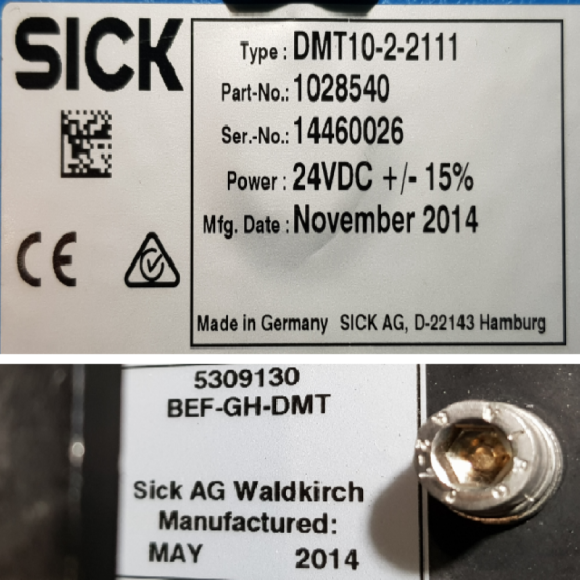 SICK
Type : DMT10-2-2111
Part-No.: 1028540
Ser.-No.: 14460026
Power : 24VDC +/- 15%
Mfg. Date : November 2014
CE
Made in Germany SICK AG, D-22143 Hamburg
5309130
BEF-GH-DMT
Sick AG Waldkirch
Manufactured:
MAY 2014